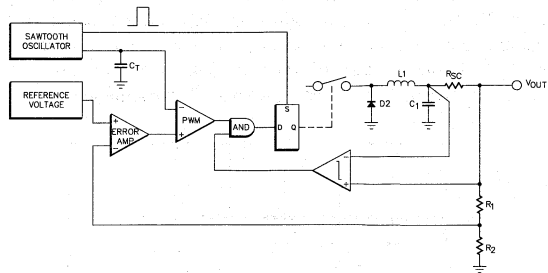 SAWTOOTH
OSCILLATOR
CT
REFERENCE
VOLTAGE
+
ERROR
AMP
−
−
PWM
+
AND
S
D Q
D2
L1
C1
RSC
VOUT
−
+
R1
R2